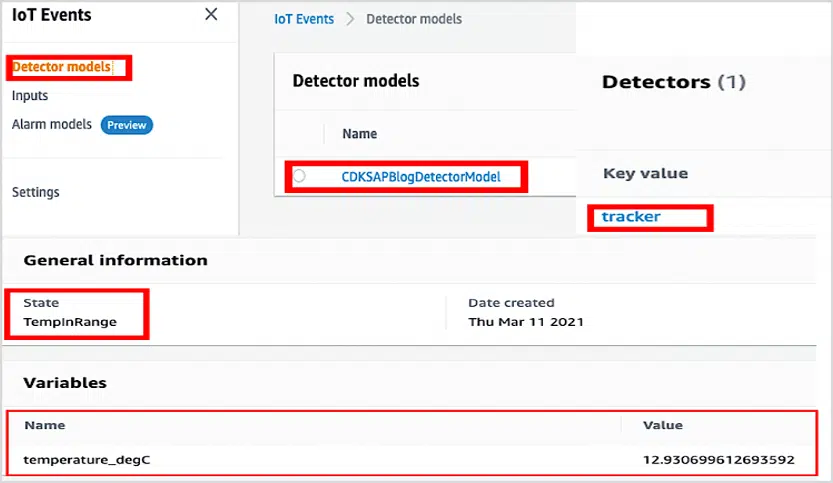 IoT Events
Detector models
Inputs
Alarm models Preview
Settings
IoT Events > Detector models
Detector models
Name
CDKSAPBlogDetectorModel
Detectors (1)
Key value
tracker
General information
State
TempInRange
Date created
Thu Mar 11 2021
Variables
Name Value
temperature_degC 12.930699612693592